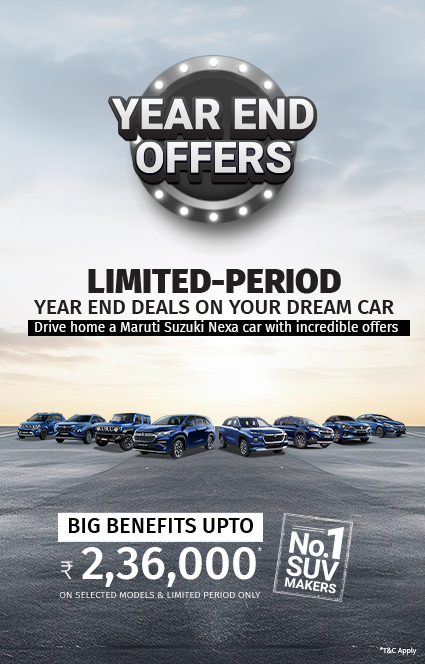 YEAR END
OFFERS
LIMITED-PERIOD
YEAR END DEALS ON YOUR DREAM CAR
Drive home a Maruti Suzuki Nexa car with incredible offers
BIG BENEFITS UPTO
₹ 2,36,000*
ON SELECTED MODELS & LIMITED PERIOD ONLY
No.1
SUV
MAKERS
*T&C Apply